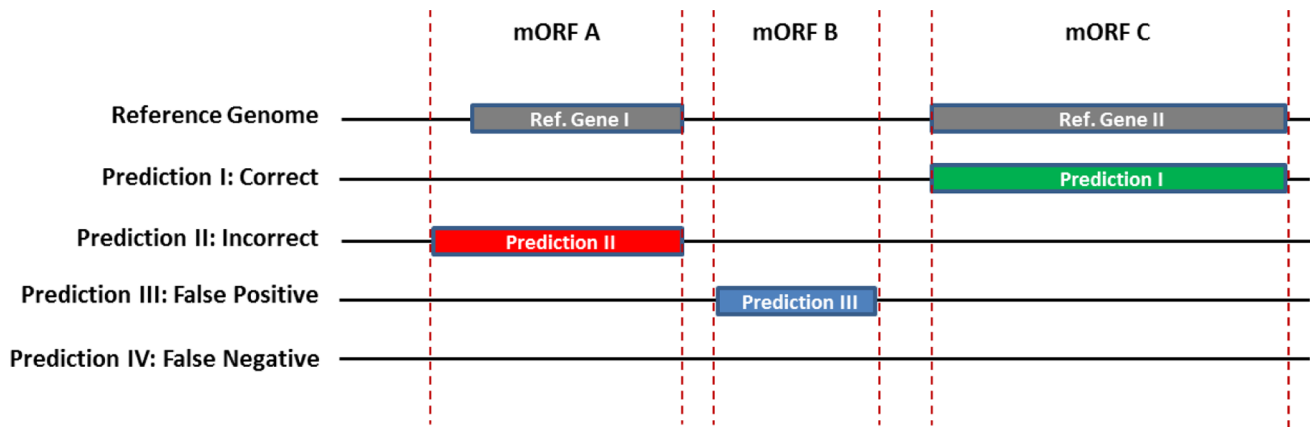 mORF A mORF B mORF C
Reference Genome Ref. Gene I Ref. Gene II
Prediction I: Correct Prediction I
Prediction II: Incorrect Prediction II
Prediction III: False Positive Prediction III
Prediction IV: False Negative